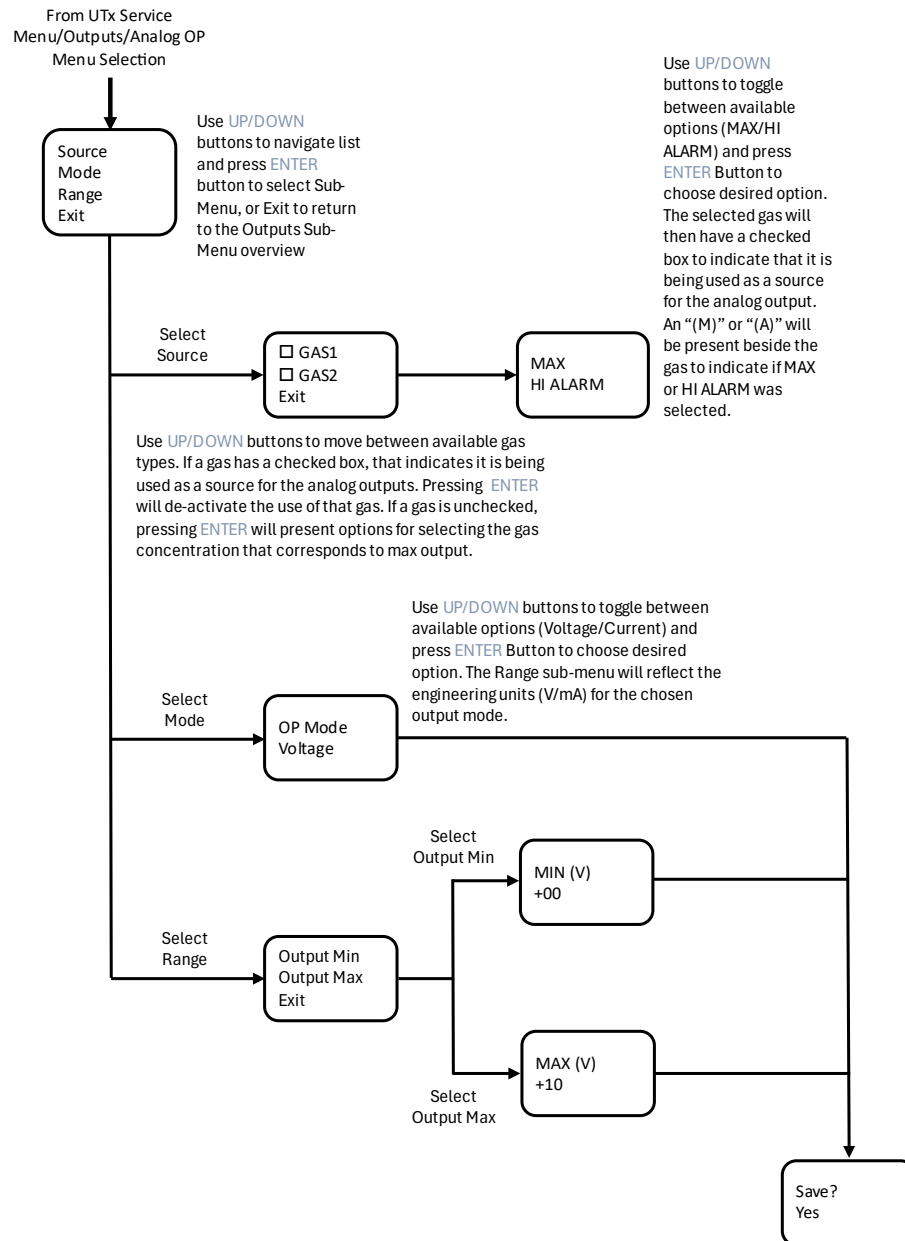 From UTx Service
Menu/Outputs/Analog OP
Menu Selection
Source
Mode
Range
Exit
Use UP/DOWN
buttons to navigate list
and press ENTER
button to select Sub-
Menu, or Exit to return
to the Outputs Sub-
Menu overview
Use UP/DOWN
buttons to toggle
between available
options (MAX/HI
ALARM) and press
ENTER Button to
choose desired option.
The selected gas will
then have a checked
box to indicate that it is
being used as a source
for the analog output.
An “(M)” or “(A)” will
be present beside the
gas to indicate if MAX
or HI ALARM was
selected.
Select
Source
☐ GAS1
☐ GAS2
Exit
MAX
HI ALARM
Use UP/DOWN buttons to move between available gas
types. If a gas has a checked box, that indicates it is being
used as a source for the analog outputs. Pressing ENTER
will de-activate the use of that gas. If a gas is unchecked,
pressing ENTER will present options for selecting the gas
concentration that corresponds to max output.
Use UP/DOWN buttons to toggle between
available options (Voltage/Current) and
press ENTER Button to choose desired
option. The Range sub-menu will reflect the
engineering units (V/mA) for the chosen
output mode.
Select
Mode
OP Mode
Voltage
Select
Output Min
MIN (V)
+00
Select
Range
Output Min
Output Max
Exit
MAX (V)
+10
Select
Output Max
Save?
Yes